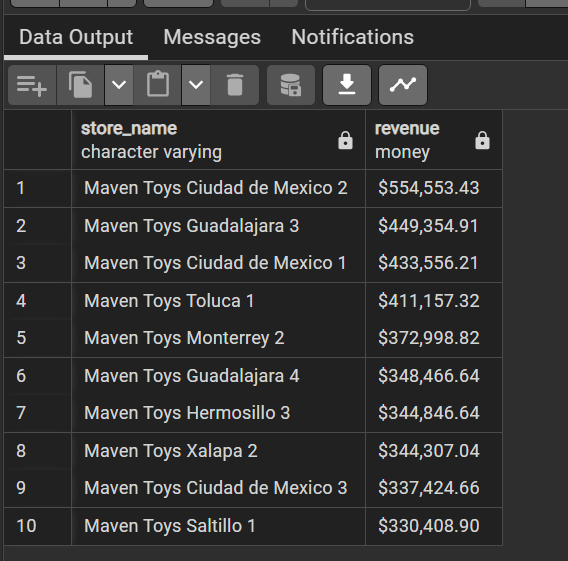 Data Output Messages Notifications
store_name revenue
character varying money
1 Maven Toys Ciudad de Mexico 2 $554,553.43
2 Maven Toys Guadalajara 3 $449,354.91
3 Maven Toys Ciudad de Mexico 1 $433,556.21
4 Maven Toys Toluca 1 $411,157.32
5 Maven Toys Monterrey 2 $372,998.82
6 Maven Toys Guadalajara 4 $348,466.64
7 Maven Toys Hermosillo 3 $344,846.64
8 Maven Toys Xalapa 2 $344,307.04
9 Maven Toys Ciudad de Mexico 3 $337,424.66
10 Maven Toys Saltillo 1 $330,408.90